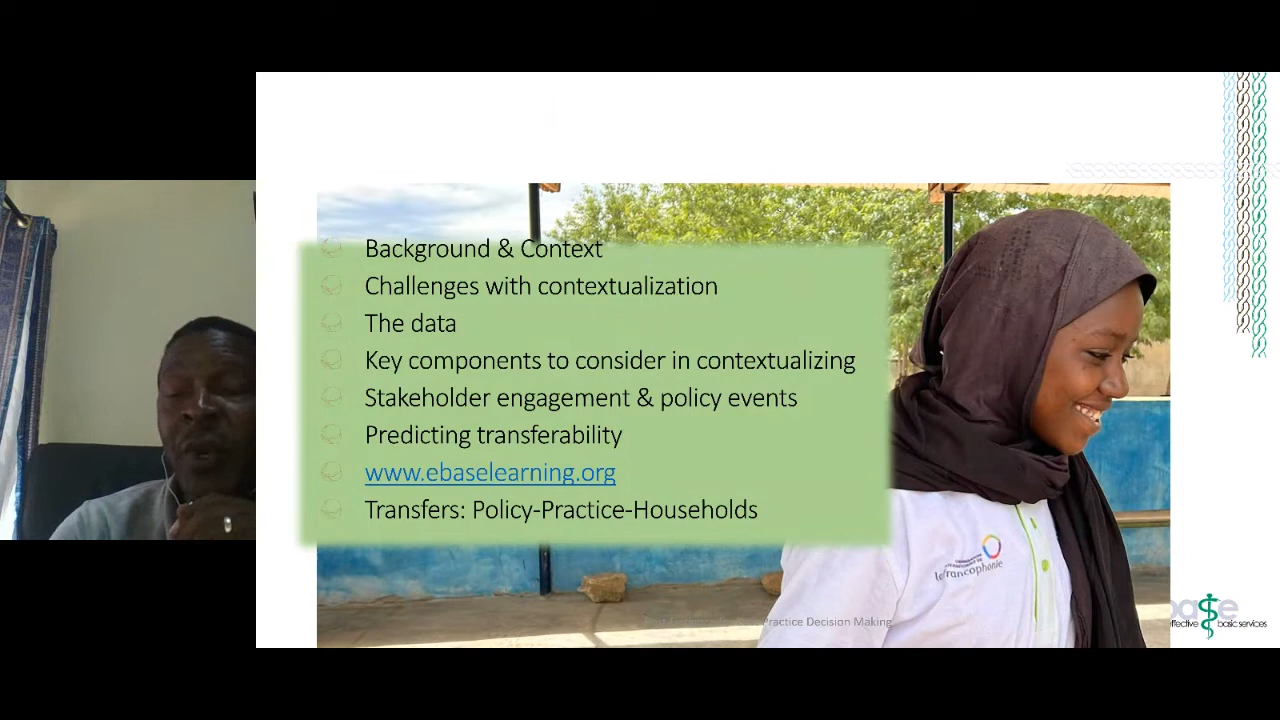 Background & Context
Challenges with contextualization
The data
Key components to consider in contextualizing
Stakeholder engagement & policy events
Predicting transferability
www.ebaselearning.org
Transfers: Policy-Practice-Households
la francophonie
Practice Decision Making
base
effective basic services